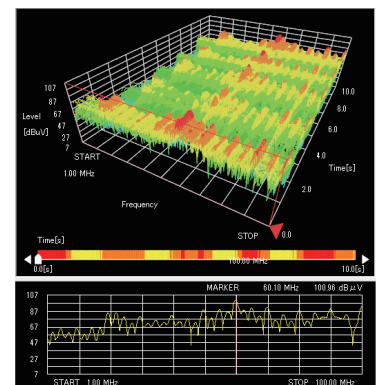 107
87
Level 67
[dBuV] 47
27
7
START
1.00 MHz
Frequency
STOP
100.00 MHz
0.0
2.0
4.0 Time[s]
6.0
8.0
10.0
Time[s]
0.0[s] 10.0[s]
MARKER 60.10 MHz 100.96 dBμV
107
87
67
47
27
7
START 1.00 MHz STOP 100.00 MHz